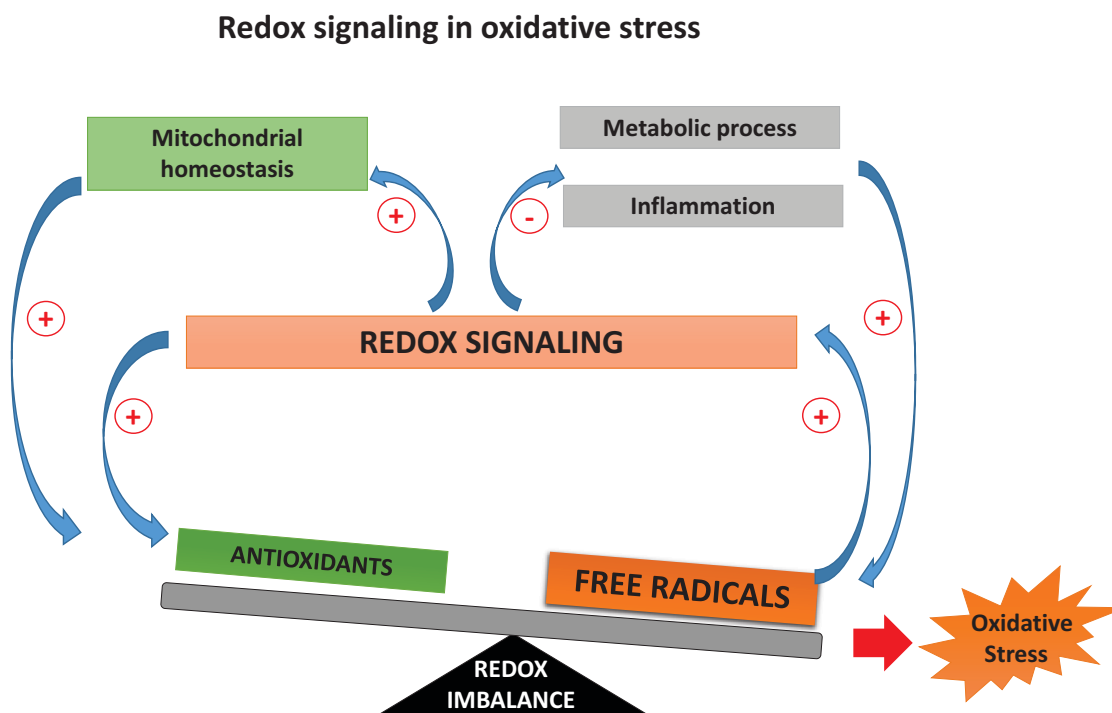 Redox signaling in oxidative stress
Mitochondrial
homeostasis
Metabolic process
Inflammation
+
-
+
+
REDOX SIGNALING
+
+
ANTIOXIDANTS
FREE RADICALS
Oxidative
Stress
REDOX
IMBALANCE